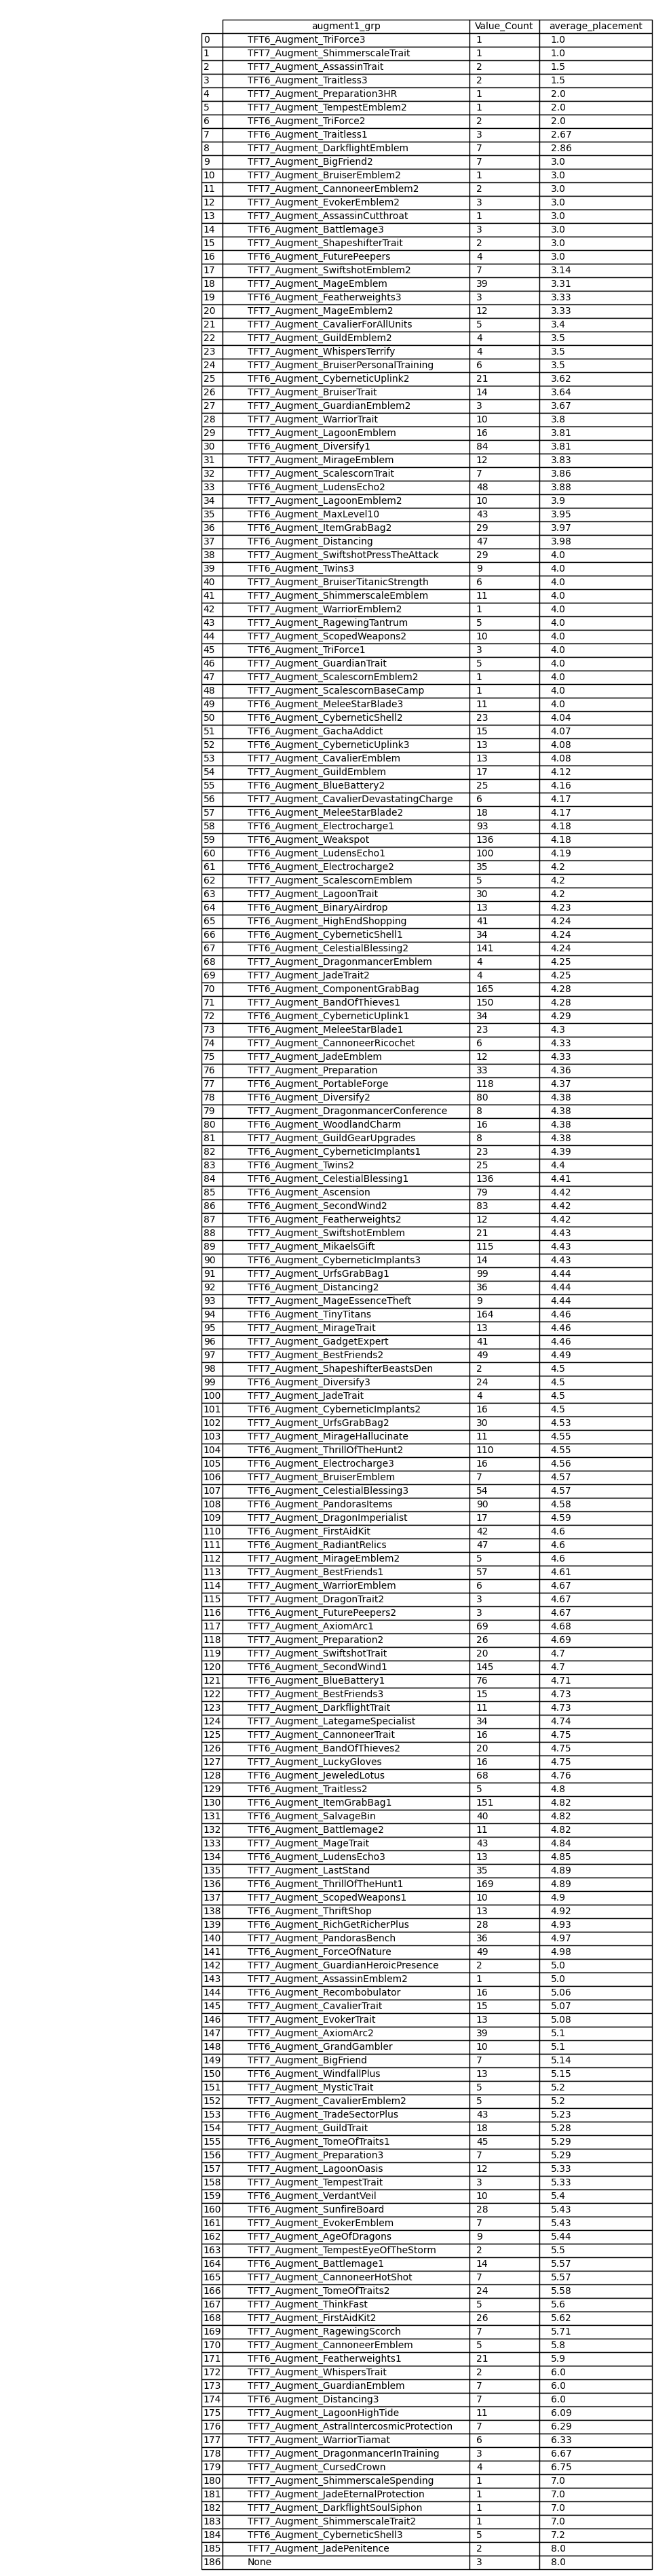 augment1_grp Value_Count average_placement
0 TFT6_Augment_TriForce3 1 1.0
1 TFT7_Augment_ShimmerscaleTrait 1 1.0
2 TFT7_Augment_AssassinTrait 2 1.5
3 TFT6_Augment_Traitless3 2 1.5
4 TFT7_Augment_Preparation3HR 1 2.0
5 TFT7_Augment_TempestEmblem2 1 2.0
6 TFT6_Augment_TriForce2 2 2.0
7 TFT6_Augment_Traitless1 3 2.67
8 TFT7_Augment_DarkflightEmblem 7 2.86
9 TFT7_Augment_BigFriend2 7 3.0
10 TFT7_Augment_BruiserEmblem2 1 3.0
11 TFT7_Augment_CannoneerEmblem2 2 3.0
12 TFT7_Augment_EvokerEmblem2 3 3.0
13 TFT7_Augment_AssassinCutthroat 1 3.0
14 TFT6_Augment_Battlemage3 3 3.0
15 TFT7_Augment_ShapeshifterTrait 2 3.0
16 TFT7_Augment_FuturePeepers 4 3.0
17 TFT7_Augment_SwiftshotEmblem2 7 3.14
18 TFT7_Augment_MageEmblem 39 3.31
19 TFT6_Augment_Featherweights3 3 3.33
20 TFT7_Augment_MageEmblem2 12 3.33
21 TFT7_Augment_CavalierForAllUnits 5 3.4
22 TFT7_Augment_GuildEmblem2 4 3.5
23 TFT7_Augment_WhispersTerrify 4 3.5
24 TFT7_Augment_BruiserPersonalTraining 6 3.5
25 TFT6_Augment_CyberneticUplink2 21 3.62
26 TFT7_Augment_BruiserTrait 14 3.64
27 TFT7_Augment_GuardianEmblem2 3 3.67
28 TFT7_Augment_WarriorTrait 10 3.8
29 TFT7_Augment_LagoonEmblem 16 3.81
30 TFT6_Augment_Diversify1 84 3.81
31 TFT7_Augment_MirageEmblem 12 3.83
32 TFT7_Augment_ScalescornTrait 7 3.86
33 TFT6_Augment_LudensEcho2 48 3.88
34 TFT7_Augment_LagoonEmblem2 10 3.9
35 TFT7_Augment_MaxLevel10 43 3.95
36 TFT6_Augment_ItemGrabBag2 29 3.97
37 TFT6_Augment_Distancing 47 3.98
38 TFT7_Augment_SwiftshotPressTheAttack 29 4.0
39 TFT6_Augment_Twins3 9 4.0
40 TFT7_Augment_BruiserTitanicStrength 6 4.0
41 TFT7_Augment_ShimmerscaleEmblem 11 4.0
42 TFT7_Augment_WarriorEmblem2 1 4.0
43 TFT7_Augment_RagewingTantrum 5 4.0
44 TFT7_Augment_ScopedWeapons2 10 4.0
45 TFT6_Augment_TriForce1 3 4.0
46 TFT7_Augment_GuardianTrait 5 4.0
47 TFT7_Augment_ScalescornEmblem2 1 4.0
48 TFT7_Augment_ScalescornBaseCamp 1 4.0
49 TFT6_Augment_MeleeStarBlade3 11 4.0
50 TFT6_Augment_CyberneticShell2 23 4.04
51 TFT7_Augment_GachaAddict 15 4.07
52 TFT6_Augment_CyberneticUplink3 13 4.08
53 TFT7_Augment_CavalierEmblem 13 4.08
54 TFT7_Augment_GuildEmblem 17 4.12
55 TFT6_Augment_BlueBattery2 25 4.16
56 TFT7_Augment_CavalierDevastatingCharge 6 4.17
57 TFT7_Augment_MeleeStarBlade2 18 4.17
58 TFT6_Augment_Electrocharge1 93 4.18
59 TFT6_Augment_Weakspot 136 4.18
60 TFT6_Augment_LudensEcho1 100 4.19
61 TFT6_Augment_Electrocharge2 35 4.2
62 TFT7_Augment_ScalescornEmblem 5 4.2
63 TFT7_Augment_LagoonTrait 30 4.2
64 TFT6_Augment_BinaryAirdrop 13 4.23
65 TFT6_Augment_HighEndShopping 41 4.24
66 TFT6_Augment_CyberneticShell1 34 4.24
67 TFT6_Augment_CelestialBlessing2 141 4.24
68 TFT7_Augment_DragonmancerEmblem 4 4.25
69 TFT7_Augment_JadeTrait2 4 4.25
70 TFT6_Augment_ComponentGrabBag 165 4.28
71 TFT7_Augment_BandOfThieves1 150 4.28
72 TFT6_Augment_CyberneticUplink1 34 4.29
73 TFT7_Augment_MeleeStarBlade1 23 4.3
74 TFT7_Augment_CannoneerRicochet 6 4.33
75 TFT7_Augment_JadeEmblem 12 4.33
76 TFT7_Augment_Preparation 33 4.36
77 TFT6_Augment_PortableForge 118 4.37
78 TFT6_Augment_Diversify2 80 4.38
79 TFT7_Augment_DragonmancerConference 8 4.38
80 TFT6_Augment_WoodlandCharm 16 4.38
81 TFT7_Augment_GuildGearUpgrades 8 4.38
82 TFT6_Augment_CyberneticImplants1 23 4.39
83 TFT6_Augment_Twins2 25 4.4
84 TFT6_Augment_CelestialBlessing1 136 4.41
85 TFT6_Augment_Ascension 79 4.42
86 TFT6_Augment_SecondWind2 83 4.42
87 TFT6_Augment_Featherweights2 12 4.42
88 TFT7_Augment_SwiftshotEmblem 21 4.43
89 TFT7_Augment_MikaelsGift 115 4.43
90 TFT6_Augment_CyberneticImplants3 14 4.43
91 TFT7_Augment_UrfsGrabBag1 99 4.44
92 TFT6_Augment_Distancing2 36 4.44
93 TFT7_Augment_MageEssenceTheft 9 4.44
94 TFT6_Augment_TinyTitans 164 4.46
95 TFT7_Augment_MirageTrait 13 4.46
96 TFT7_Augment_GadgetExpert 41 4.46
97 TFT7_Augment_BestFriends2 49 4.49
98 TFT7_Augment_ShapeshifterBeastsDen 2 4.5
99 TFT6_Augment_Diversify3 24 4.5
100 TFT7_Augment_JadeTrait 4 4.5
101 TFT6_Augment_CyberneticImplants2 16 4.5
102 TFT7_Augment_UrfsGrabBag2 30 4.53
103 TFT7_Augment_MirageHallucinate 11 4.55
104 TFT6_Augment_ThrillOfTheHunt2 110 4.55
105 TFT6_Augment_Electrocharge3 16 4.56
106 TFT7_Augment_BruiserEmblem 7 4.57
107 TFT6_Augment_CelestialBlessing3 54 4.57
108 TFT6_Augment_PandorasItems 90 4.58
109 TFT7_Augment_DragonImperialist 17 4.59
110 TFT6_Augment_FirstAidKit 42 4.6
111 TFT6_Augment_RadiantRelics 47 4.6
112 TFT7_Augment_MirageEmblem2 5 4.6
113 TFT7_Augment_BestFriends1 57 4.61
114 TFT7_Augment_WarriorEmblem 6 4.67
115 TFT7_Augment_DragonTrait2 3 4.67
116 TFT7_Augment_FuturePeepers2 3 4.67
117 TFT7_Augment_AxiomArc1 69 4.68
118 TFT7_Augment_Preparation2 26 4.69
119 TFT7_Augment_SwiftshotTrait 20 4.7
120 TFT6_Augment_SecondWind1 145 4.7
121 TFT7_Augment_BlueBattery1 76 4.71
122 TFT7_Augment_BestFriends3 15 4.73
123 TFT7_Augment_DarkflightTrait 11 4.73
124 TFT7_Augment_LategameSpecialist 34 4.74
125 TFT7_Augment_CannoneerTrait 16 4.75
126 TFT6_Augment_BandOfThieves2 20 4.75
127 TFT7_Augment_LuckyGloves 16 4.75
128 TFT6_Augment_JeweledLotus 68 4.76
129 TFT6_Augment_Traitless2 5 4.8
130 TFT6_Augment_ItemGrabBag1 151 4.82
131 TFT6_Augment_SalvageBin 40 4.82
132 TFT6_Augment_Battlemage2 11 4.82
133 TFT7_Augment_MageTrait 43 4.84
134 TFT6_Augment_LudensEcho3 13 4.85
135 TFT7_Augment_LastStand 35 4.89
136 TFT6_Augment_ThrillOfTheHunt1 169 4.89
137 TFT7_Augment_ScopedWeapons1 10 4.9
138 TFT6_Augment_ThriftShop 13 4.92
139 TFT6_Augment_RichGetRicherPlus 28 4.93
140 TFT7_Augment_PandorasBench 36 4.97
141 TFT6_Augment_ForceOfNature 49 4.98
142 TFT7_Augment_GuardianHeroicPresence 2 5.0
143 TFT7_Augment_AssassinEmblem2 1 5.0
144 TFT6_Augment_Recombobulator 16 5.06
145 TFT7_Augment_CavalierTrait 15 5.07
146 TFT7_Augment_EvokerTrait 13 5.08
147 TFT7_Augment_AxiomArc2 39 5.1
148 TFT6_Augment_GrandGambler 10 5.1
149 TFT7_Augment_BigFriend 7 5.14
150 TFT6_Augment_WindfallPlus 13 5.15
151 TFT7_Augment_MysticTrait 5 5.2
152 TFT7_Augment_CavalierEmblem2 5 5.2
153 TFT6_Augment_TradeSectorPlus 43 5.23
154 TFT7_Augment_GuildTrait 18 5.28
155 TFT6_Augment_TomeOfTraits1 45 5.29
156 TFT7_Augment_Preparation3 7 5.29
157 TFT7_Augment_LagoonOasis 12 5.33
158 TFT7_Augment_TempestTrait 3 5.33
159 TFT6_Augment_VerdantVeil 10 5.4
160 TFT6_Augment_SunfireBoard 28 5.43
161 TFT7_Augment_EvokerEmblem 7 5.43
162 TFT7_Augment_AgeOfDragons 9 5.44
163 TFT7_Augment_TempestEyeOfTheStorm 2 5.5
164 TFT6_Augment_Battlemage1 14 5.57
165 TFT7_Augment_CannoneerHotShot 7 5.57
166 TFT7_Augment_TomeOfTraits2 24 5.58
167 TFT7_Augment_ThinkFast 5 5.6
168 TFT7_Augment_FirstAidKit2 26 5.62
169 TFT7_Augment_RagewingScorch 7 5.71
170 TFT7_Augment_CannoneerEmblem 5 5.8
171 TFT6_Augment_Featherweights1 21 5.9
172 TFT7_Augment_WhispersTrait 2 6.0
173 TFT7_Augment_GuardianEmblem 7 6.0
174 TFT6_Augment_Distancing3 7 6.0
175 TFT7_Augment_LagoonHighTide 11 6.09
176 TFT7_Augment_AstralIntercosmicProtection 7 6.29
177 TFT7_Augment_WarriorTiamat 6 6.33
178 TFT7_Augment_DragonmancerInTraining 3 6.67
179 TFT7_Augment_CursedCrown 4 6.75
180 TFT7_Augment_ShimmerscaleSpending 1 7.0
181 TFT7_Augment_JadeEternalProtection 1 7.0
182 TFT7_Augment_DarkflightSoulSiphon 1 7.0
183 TFT7_Augment_ShimmerscaleTrait2 1 7.0
184 TFT6_Augment_CyberneticShell3 5 7.2
185 TFT7_Augment_JadePenitence 2 8.0
186 None 3 8.0